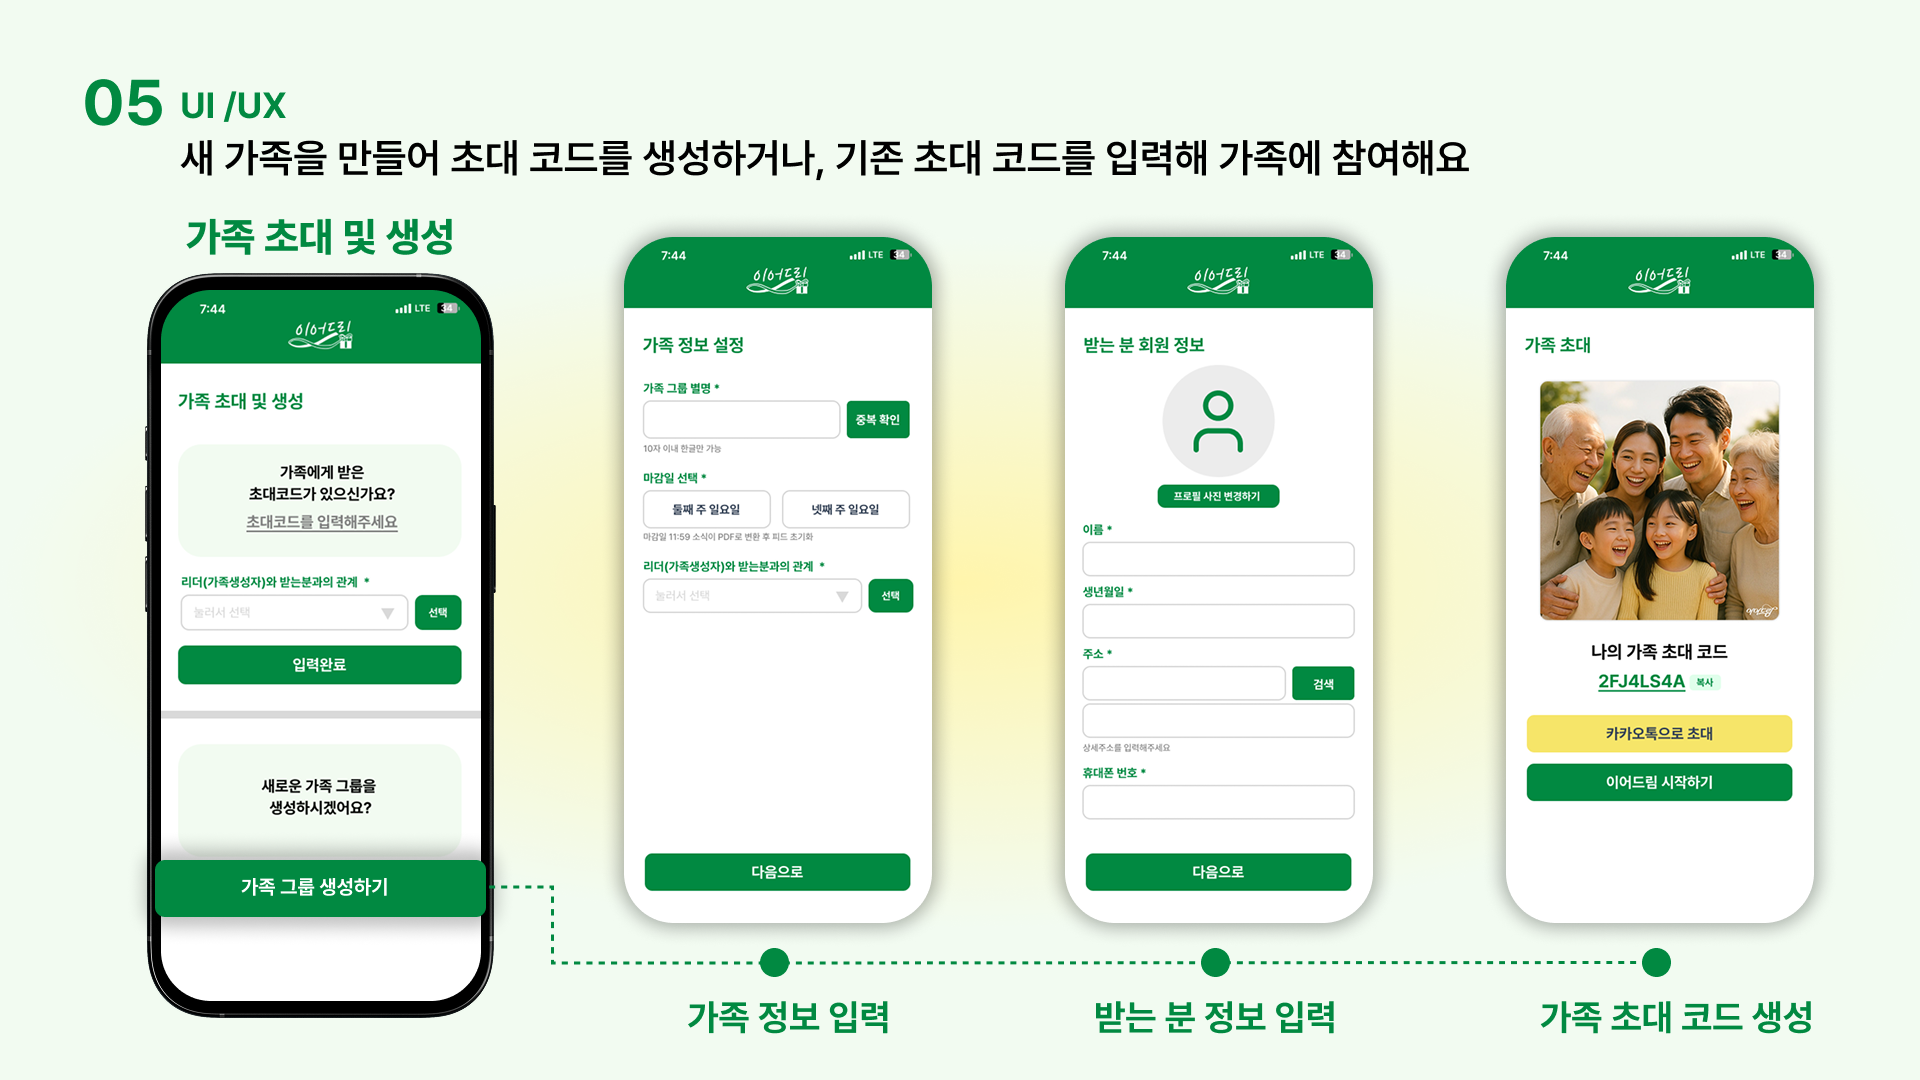 05 UI /UX
새 가족을 만들어 초대 코드를 생성하거나, 기존 초대 코드를 입력해 가족에 참여해요
가족 초대 및 생성
7:44
LTE 34
이어드림
가족 초대 및 생성
가족에게 받은
초대코드가 있으신가요?
초대코드를 입력해주세요
리더(가족생성자)와 받는분과의 관계 *
눌러서 선택
선택
입력완료
새로운 가족 그룹을
생성하시겠어요?
가족 그룹 생성하기
7:44
LTE 34
이어드림
가족 정보 설정
가족 그룹 별명 *
중복 확인
10자 이내 한글만 가능
마감일 선택 *
둘째 주 일요일
넷째 주 일요일
마감일 11:59 소식이 PDF로 변환 후 피드 초기화
리더(가족생성자)와 받는분과의 관계 *
눌러서 선택
선택
다음으로
가족 정보 입력
7:44
LTE 34
이어드림
받는 분 회원 정보
프로필 사진 변경하기
이름 *
생년월일 *
주소 *
검색
상세주소를 입력해주세요
휴대폰 번호 *
다음으로
받는 분 정보 입력
7:44
LTE 34
이어드림
가족 초대
이어드림
나의 가족 초대 코드
2FJ4LS4A 복사
카카오톡으로 초대
이어드림 시작하기
가족 초대 코드 생성